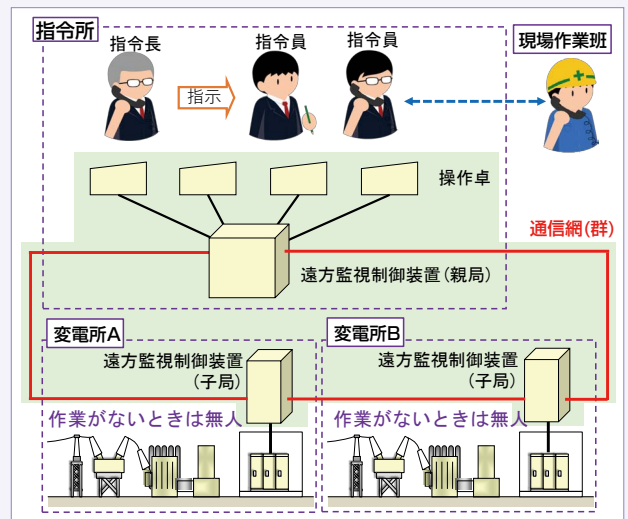 指令所
指令長
指令員
指令員
現場作業班
指示
操作卓
通信網(群)
遠方監視制御装置(親局)
変電所A
遠方監視制御装置
(子局)
作業がないときは無人
変電所B
遠方監視制御装置
(子局)
作業がないときは無人